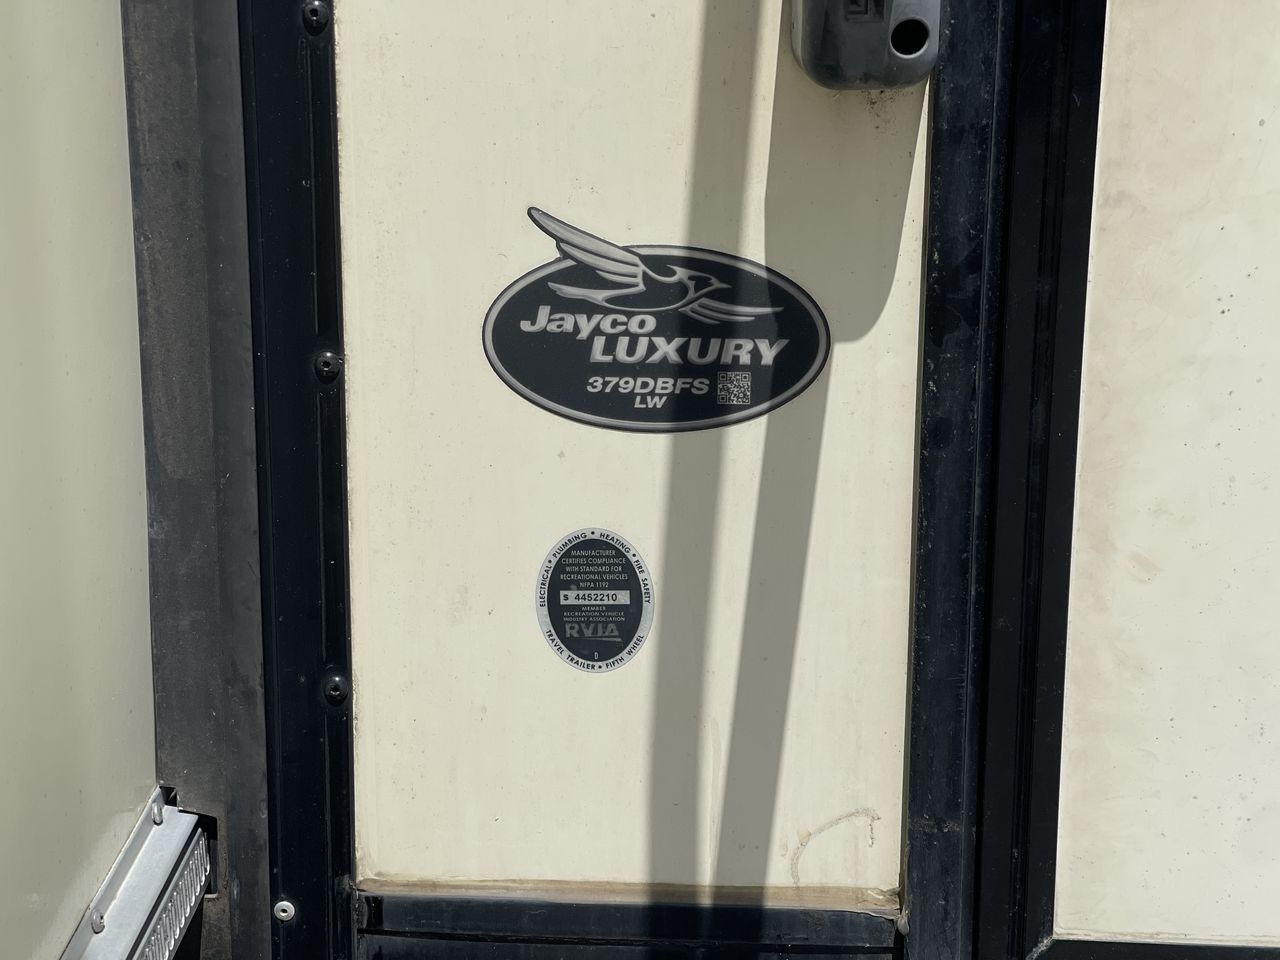 Jayco
LUXURY
379DBFS
LW
ELECTRICAL • PLUMBING • HEATING • FIRE SAFETY
MANUFACTURER
CERTIFIES COMPLIANCE
WITH STANDARD FOR
RECREATIONAL VEHICLES
NFPA 1192
S 4452210
MEMBER
RECREATION VEHICLE
INDUSTRY ASSOCIATION
RVIA
D
TRAVEL TRAILER • FIFTH WHEEL